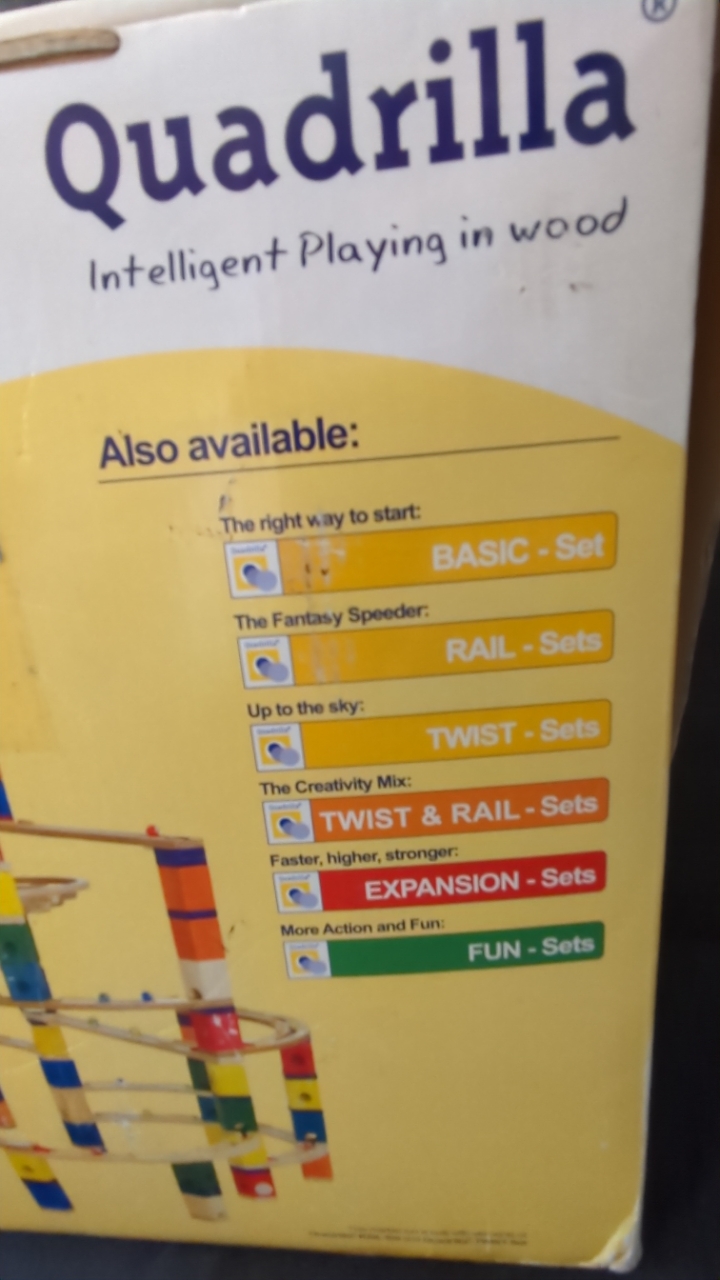 Quadrilla®
Intelligent Playing in wood
Also available:
The right way to start:
BASIC - Set
The Fantasy Speeder:
RAIL - Sets
Up to the sky:
TWIST - Sets
The Creativity Mix:
TWIST & RAIL - Sets
Faster, higher, stronger:
EXPANSION - Sets
More Action and Fun:
FUN - Sets